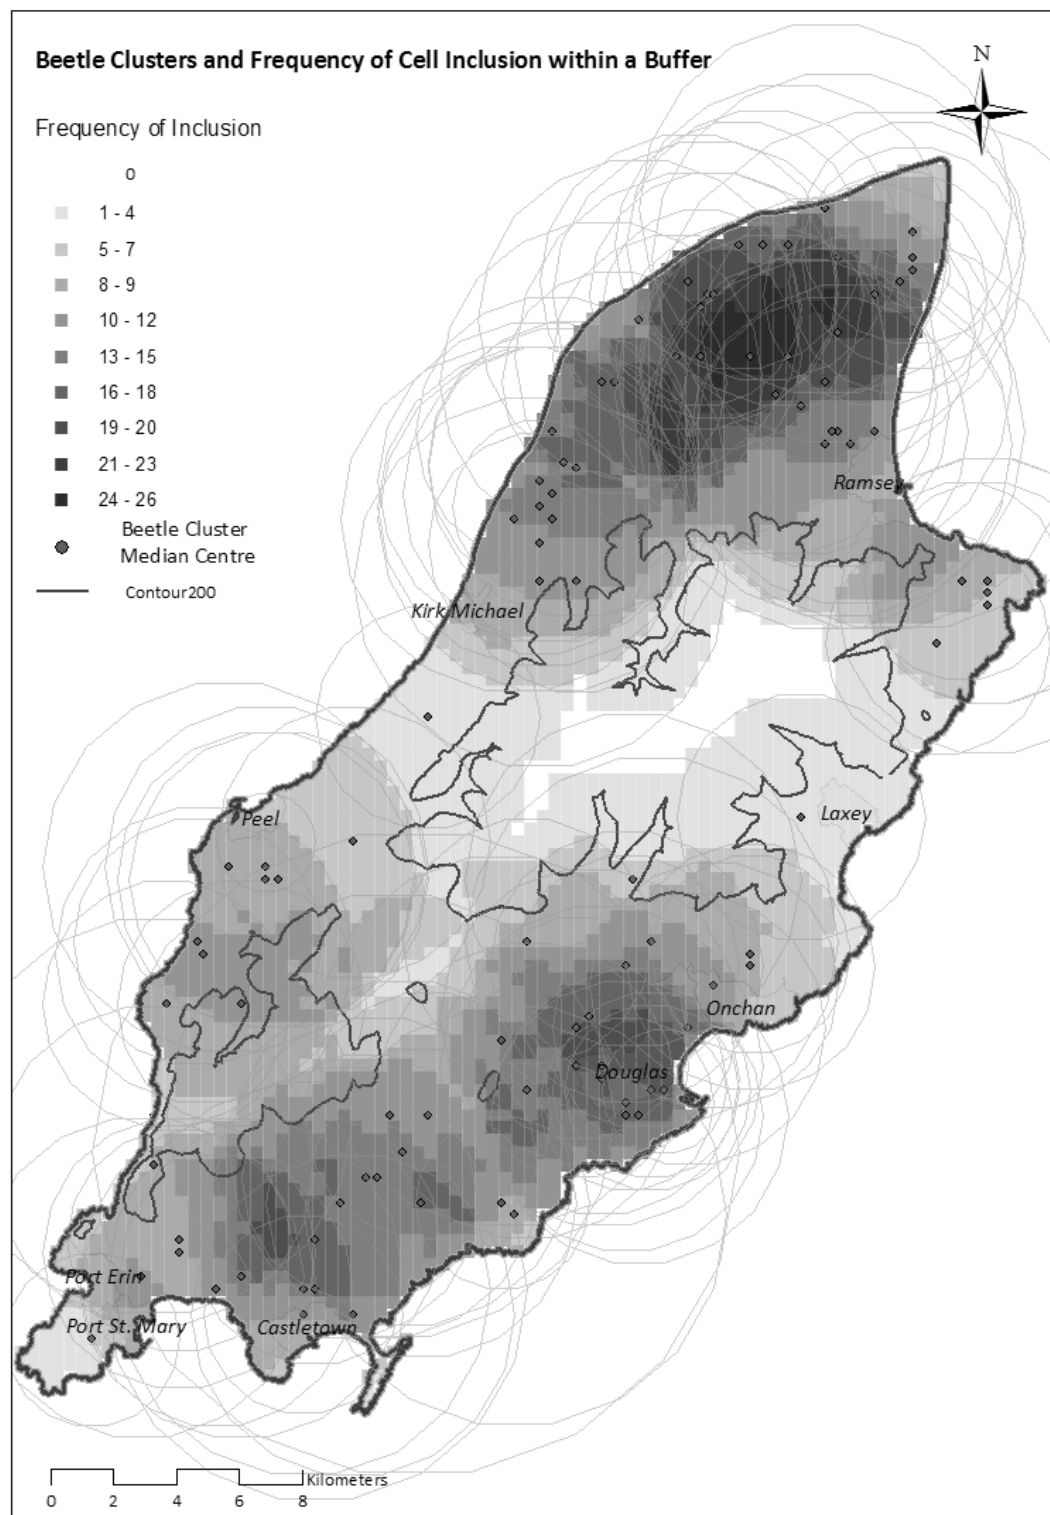 Beetle Clusters and Frequency of Cell Inclusion within a Buffer
N
Frequency of Inclusion
0
1 - 4
5 - 7
8 - 9
10 - 12
13 - 15
16 - 18
19 - 20
21 - 23
24 - 26
Beetle Cluster
Median Centre
Contour200
Ramsey
Kirk Michael
Peel
Laxey
Onchan
Douglas
Port Erin
Port St. Mary
Castletown
Kilometers
0 2 4 6 8